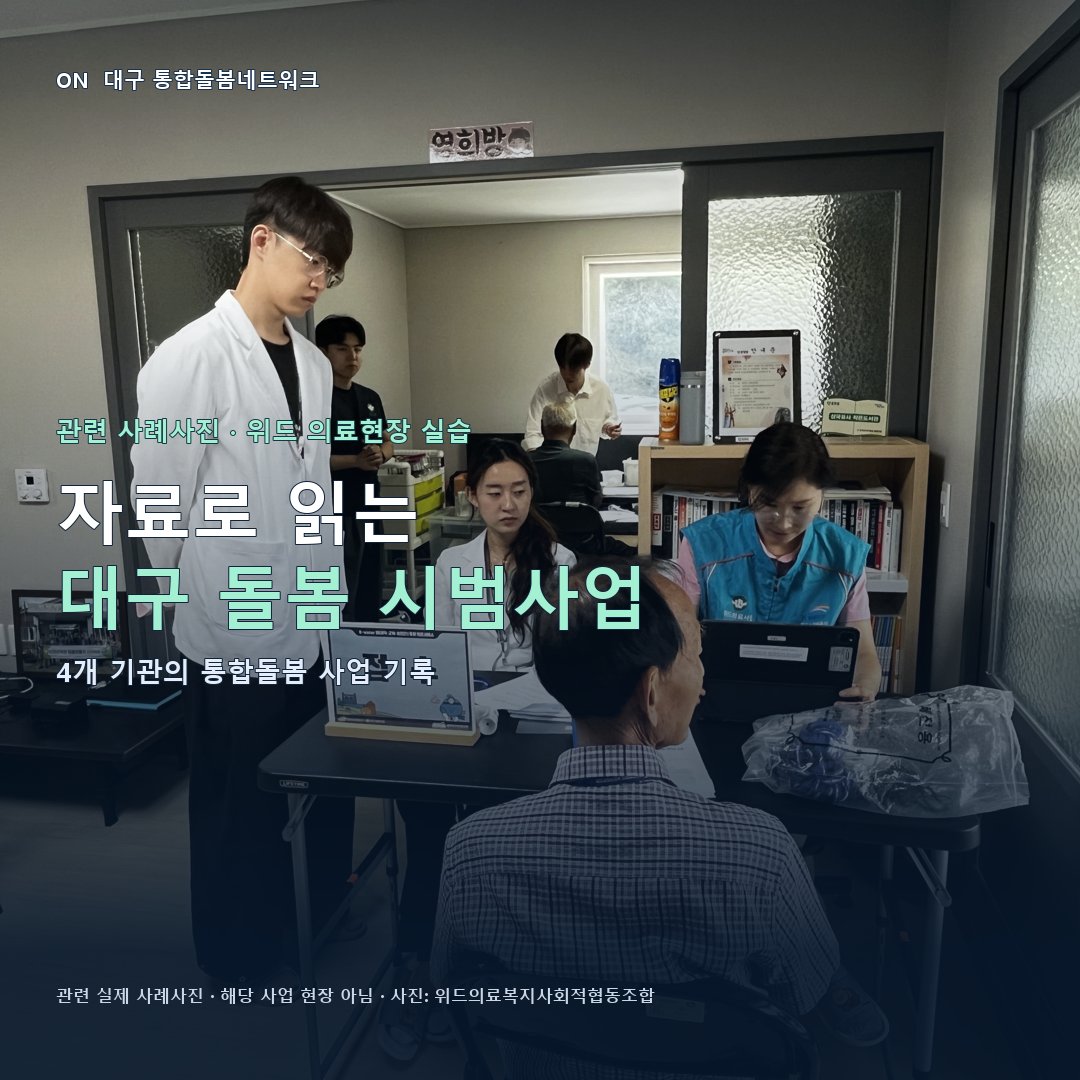 ON 대구 통합돌봄네트워크
영희방
관련 사례사진 · 위드 의료현장 실습
자료로 읽는
대구 돌봄 시범사업
4개 기관의 통합돌봄 사업 기록
LIFETIME
관련 실제 사례사진 · 해당 사업 현장 아님 · 사진: 위드의료복지사회적협동조합